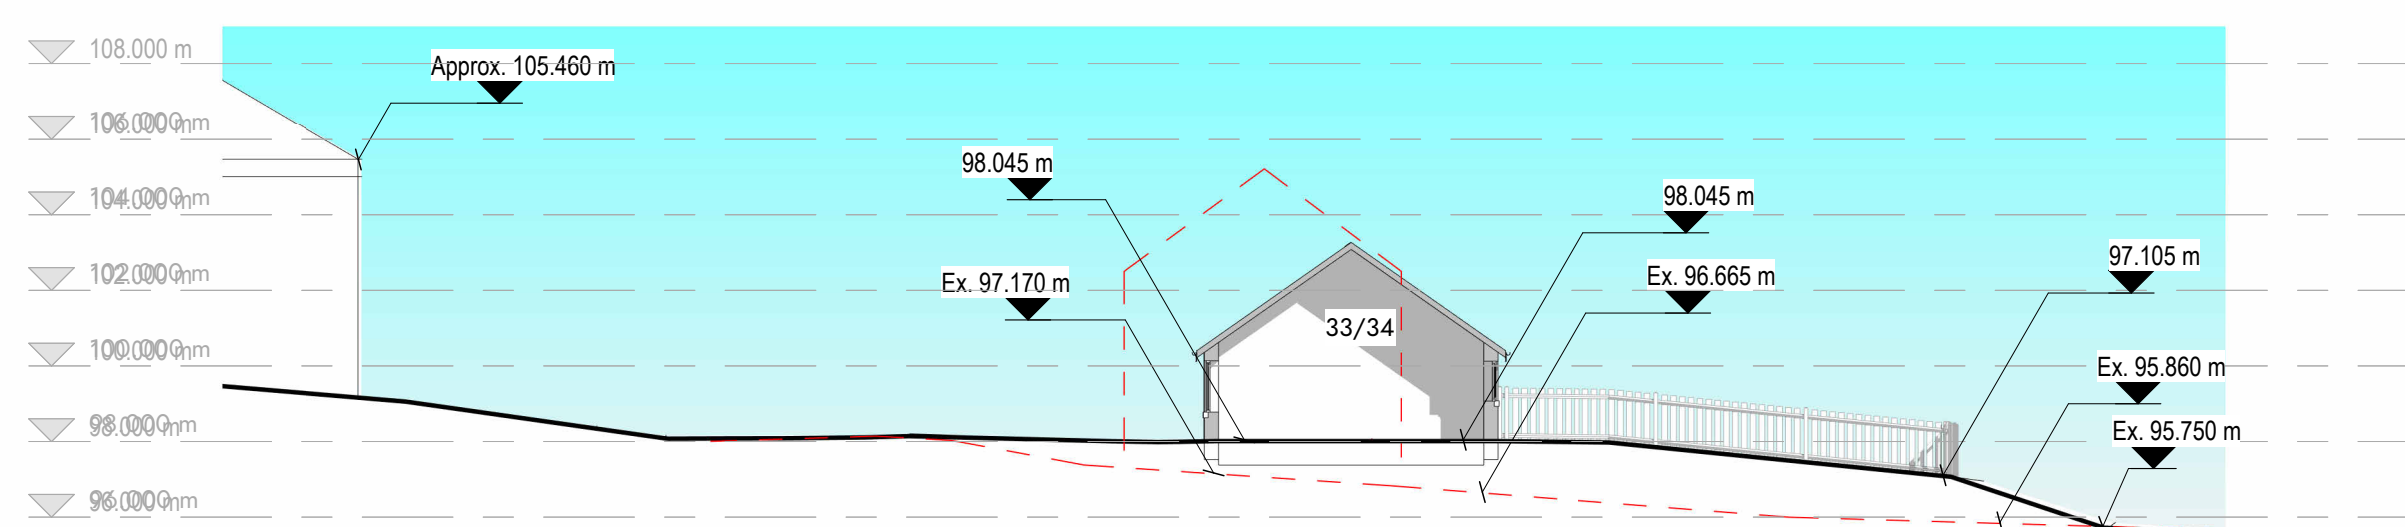 108.000 m
Approx. 105.460 m
106.000 m
98.045 m
104.000 m
98.045 m
97.105 m
102.000 m
Ex. 97.170 m
Ex. 96.665 m
33/34
100.000 m
Ex. 95.860 m
98.000 m
Ex. 95.750 m
96.000 m